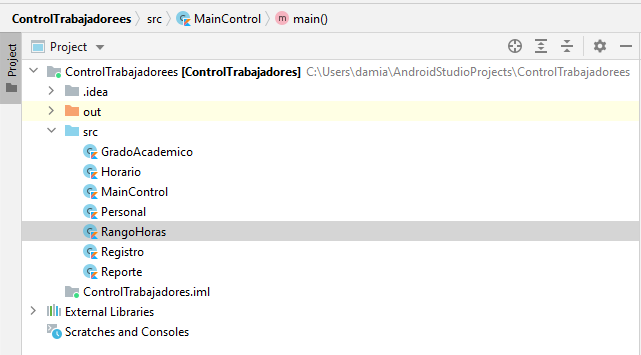 ControlTrabajadorees > src > MainControl > main()
Project
Project
ControlTrabajadorees [ControlTrabajadores] C:\Users\damia\AndroidStudioProjects\ControlTrabajadorees
.idea
out
src
GradoAcademico
Horario
MainControl
Personal
RangoHoras
Registro
Reporte
ControlTrabajadores.iml
External Libraries
Scratches and Consoles